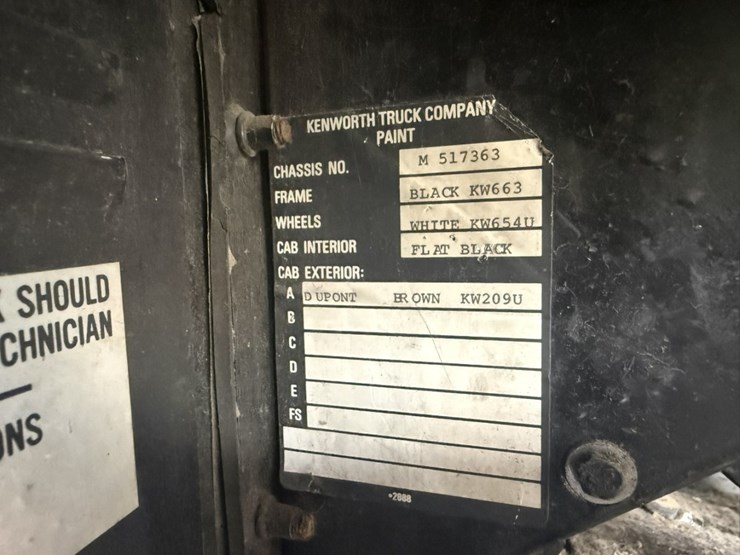 KENWORTH TRUCK COMPANY
PAINT
CHASSIS NO. M 517363
FRAME BLACK KW663
WHEELS WHITE KW654U
CAB INTERIOR FLAT BLACK
CAB EXTERIOR:
A DUPONT BROWN KW209U
B
C
D
E
FS
*2088
SHOULD
CHNICIAN
ONS